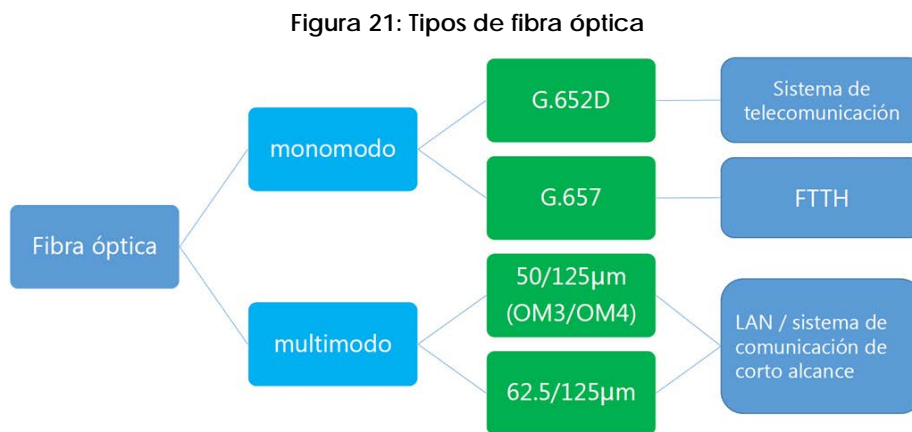 Figura 21: Tipos de fibra óptica
Fibra óptica
monomodo
multimodo
G.652D
G.657
50/125µm
(OM3/OM4)
62.5/125µm
Sistema de
telecomunicación
FTTH
LAN / sistema de
comunicación de
corto alcance